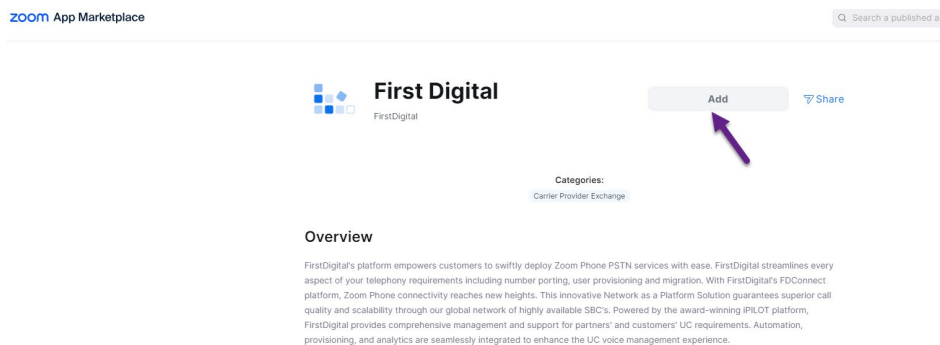 zoom App Marketplace
Search a published a
First Digital
FirstDigital
Add
Share
Categories:
Carrier Provider Exchange
Overview
FirstDigital's platform empowers customers to swiftly deploy Zoom Phone PSTN services with ease. FirstDigital streamlines every
aspect of your telephony requirements including number porting, user provisioning and migration. With FirstDigital's FDConnect
platform, Zoom Phone connectivity reaches new heights. This innovative Network as a Platform Solution guarantees superior call
quality and scalability through our global network of highly available SBC's. Powered by the award-winning iPILOT platform,
FirstDigital provides comprehensive management and support for partners' and customers' UC requirements. Automation,
provisioning, and analytics are seamlessly integrated to enhance the UC voice management experience.